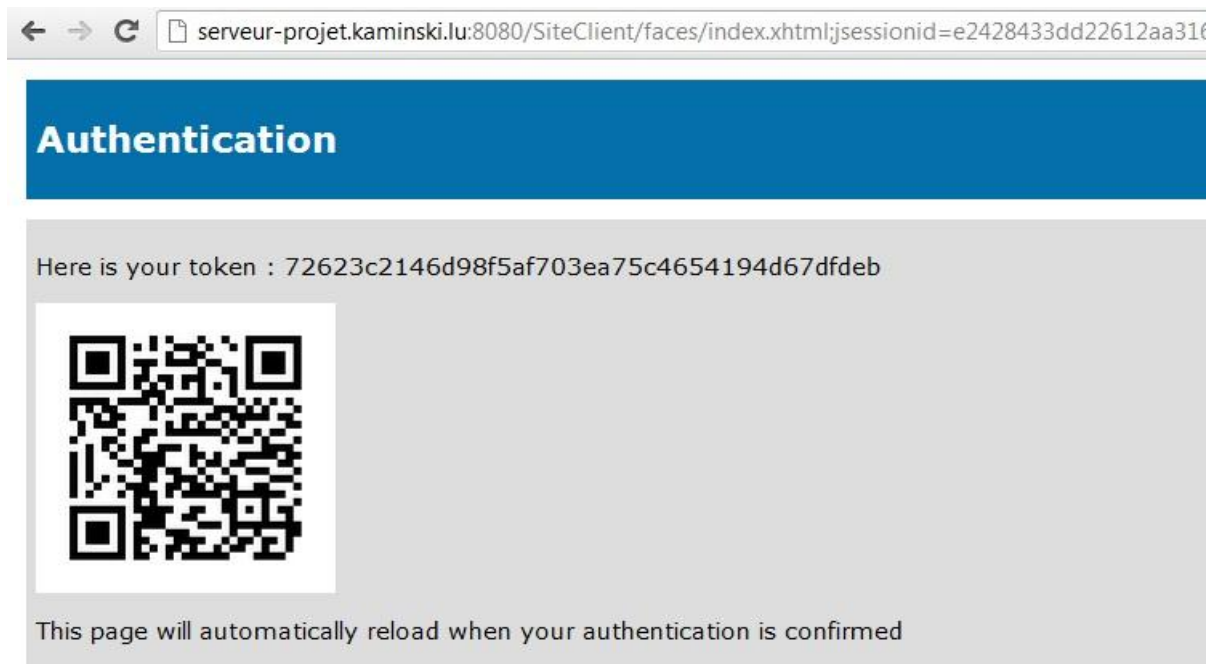 serveur-projet.kaminski.lu:8080/SiteClient/faces/index.xhtml;jsessionid=e2428433dd22612aa316
Authentication
Here is your token : 72623c2146d98f5af703ea75c4654194d67dfdeb
This page will automatically reload when your authentication is confirmed